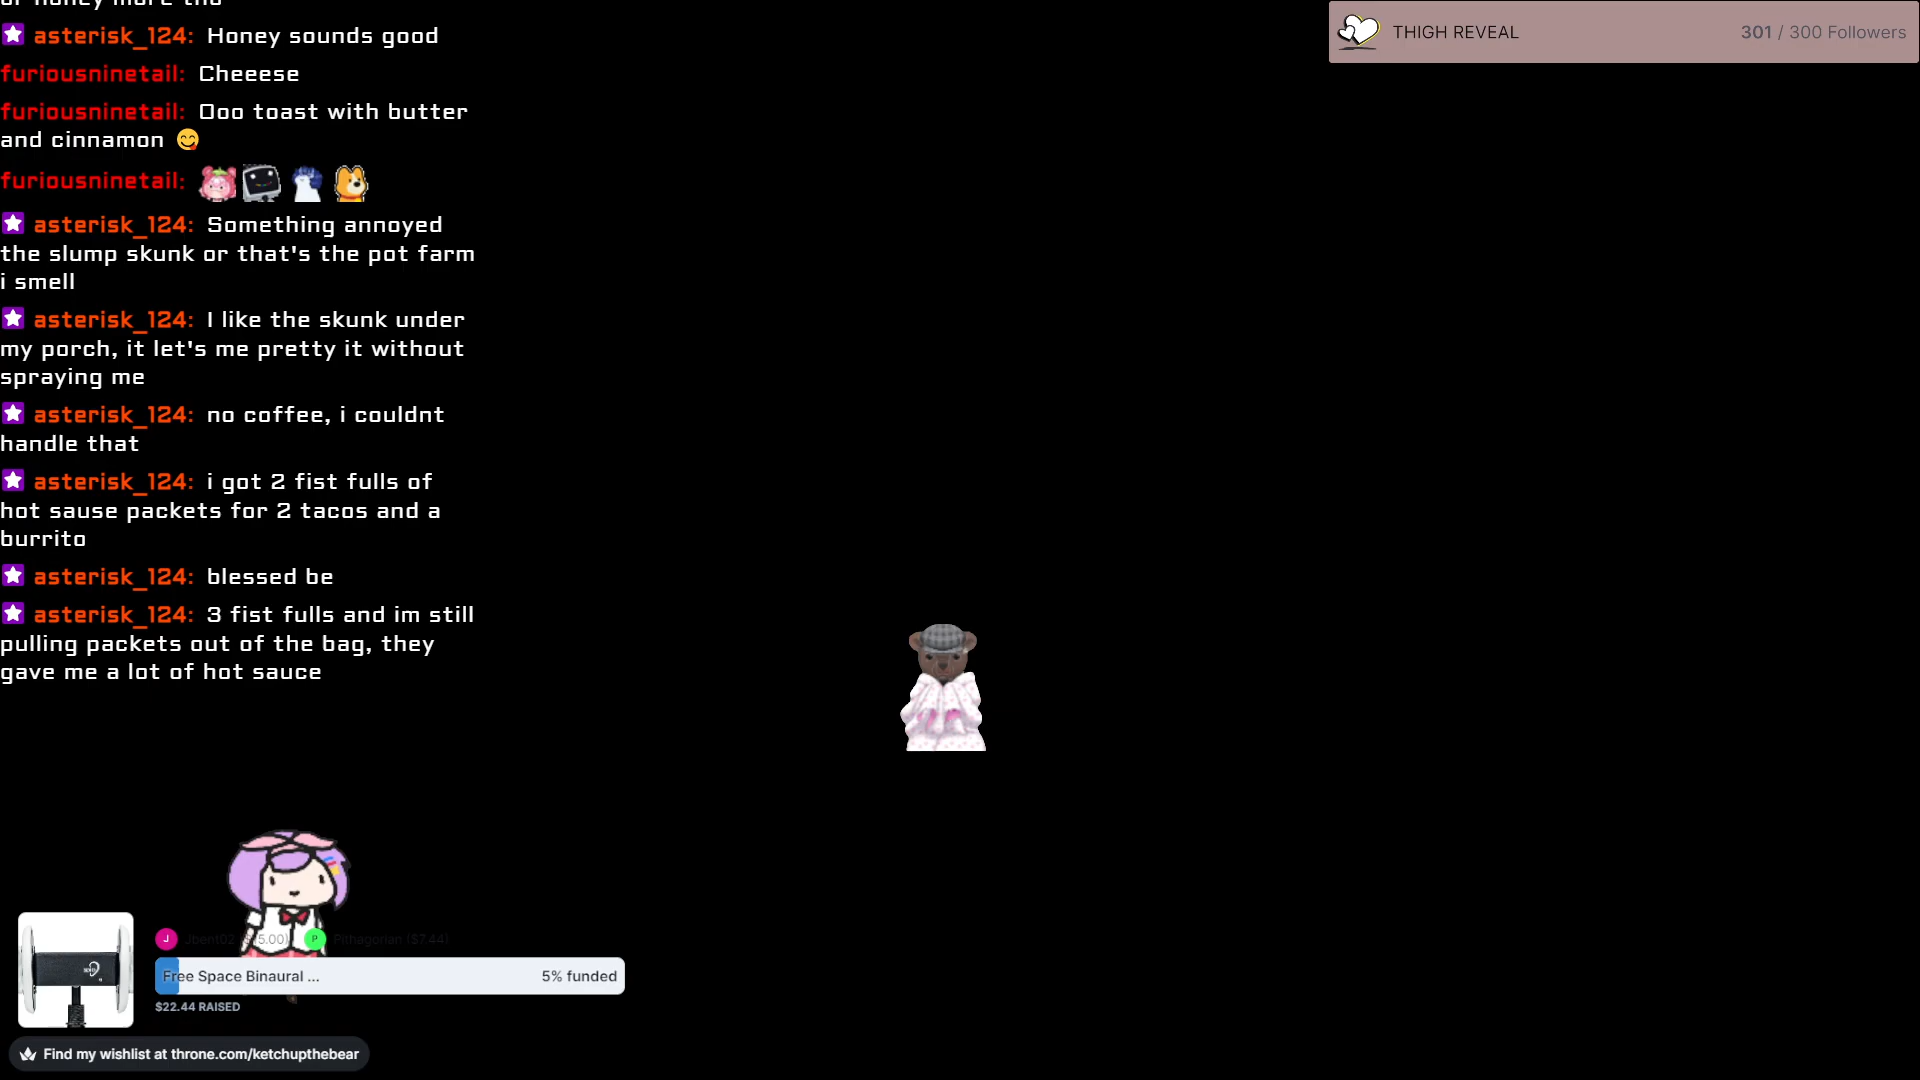 asterisk_124: Honey sounds good
THIGH REVEAL 301 / 300 Followers
furiousninetail: Cheeese
furiousninetail: Ooo toast with butter
and cinnamon 😋
furiousninetail:
asterisk_124: Something annoyed
the slump skunk or that's the pot farm
i smell
asterisk_124: I like the skunk under
my porch, it let's me pretty it without
spraying me
asterisk_124: no coffee, i couldnt
handle that
asterisk_124: i got 2 fist fulls of
hot sause packets for 2 tacos and a
burrito
asterisk_124: blessed be
asterisk_124: 3 fist fulls and im still
pulling packets out of the bag, they
gave me a lot of hot sauce
J P Pithagorian ($7.44)
Free Space Binaural ... 5% funded
$22.44 RAISED
Find my wishlist at throne.com/ketchupthebear